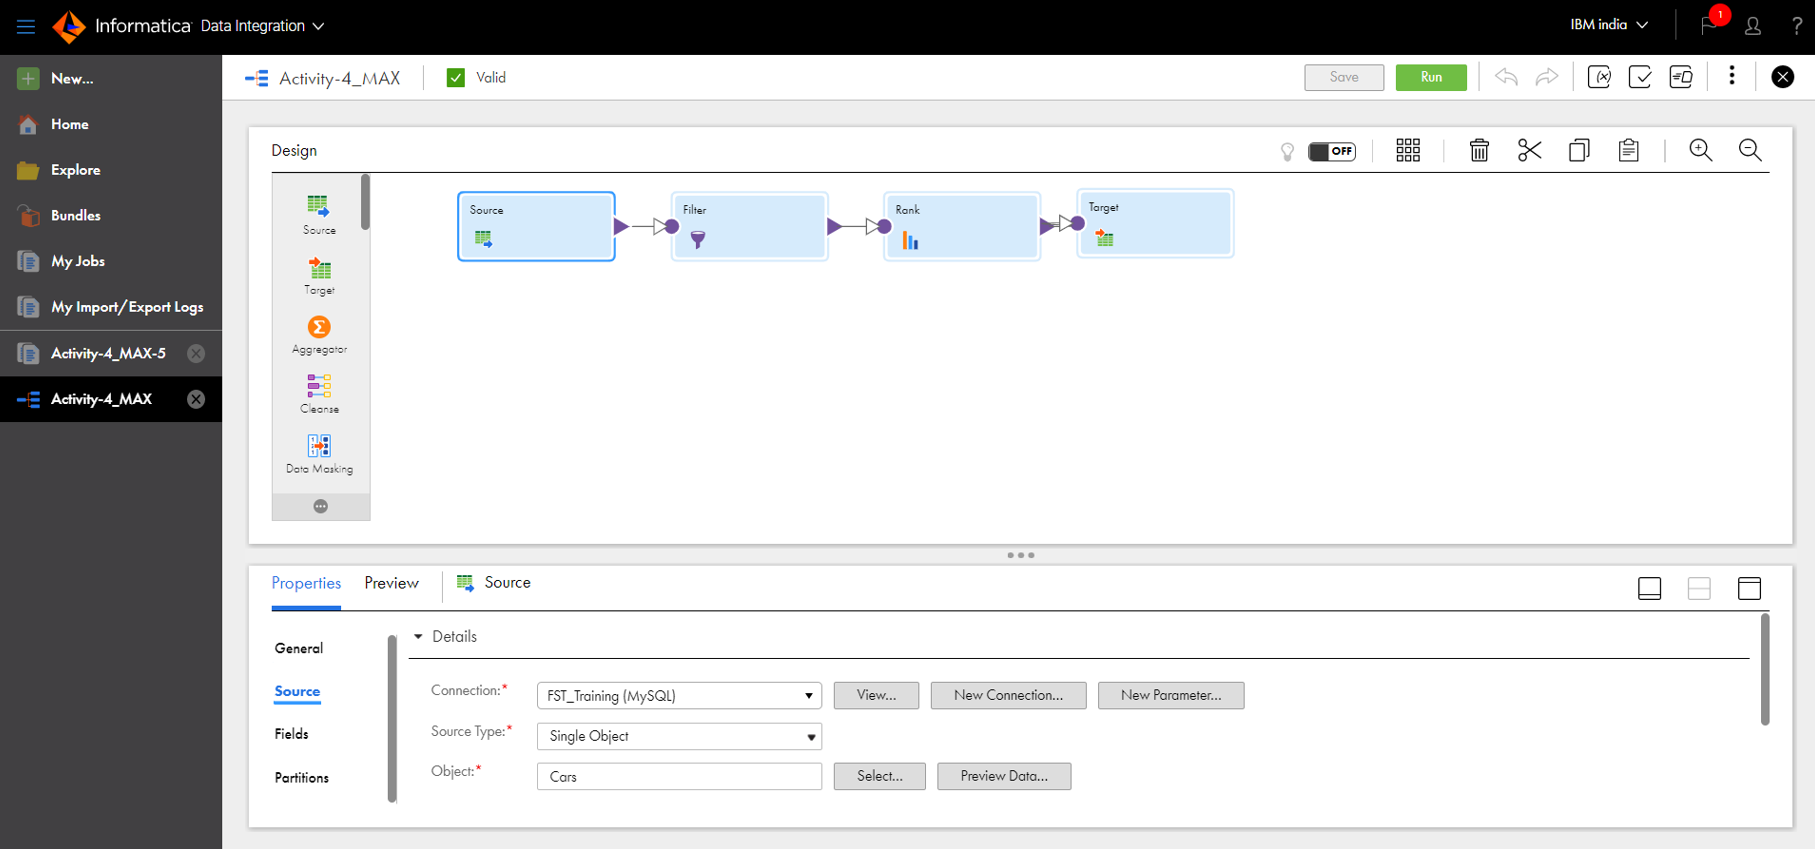 Informatica Data Integration
IBM india
1
?
New...
Home
Explore
Bundles
My Jobs
My Import/Export Logs
Activity-4_MAX-5
Activity-4_MAX
Activity-4_MAX
Valid
Save
Run
(x)
Design
OFF
Source
Target
Aggregator
Cleanse
Data Masking
Source
Filter
Rank
Target
Properties
Preview
Source
General
Source
Fields
Partitions
Details
Connection:*
FST_Training (MySQL)
View...
New Connection...
New Parameter...
Source Type:*
Single Object
Object:*
Cars
Select...
Preview Data...